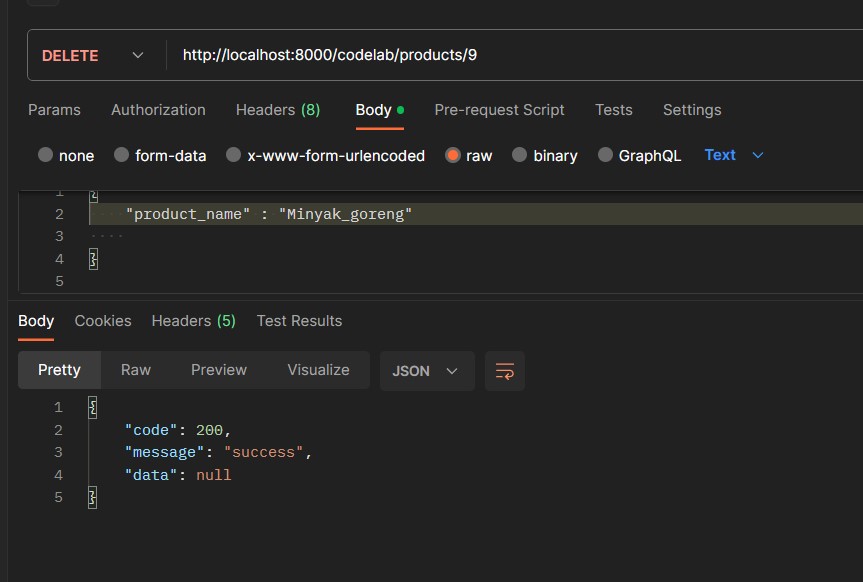 DELETE http://localhost:8000/codelab/products/9
Params Authorization Headers (8) Body Pre-request Script Tests Settings
none form-data x-www-form-urlencoded raw binary GraphQL Text
1 {
2 "product_name" : "Minyak_goreng"
3 ····
4 }
5
Body Cookies Headers (5) Test Results
Pretty Raw Preview Visualize JSON
1 {
2 "code": 200,
3 "message": "success",
4 "data": null
5 }